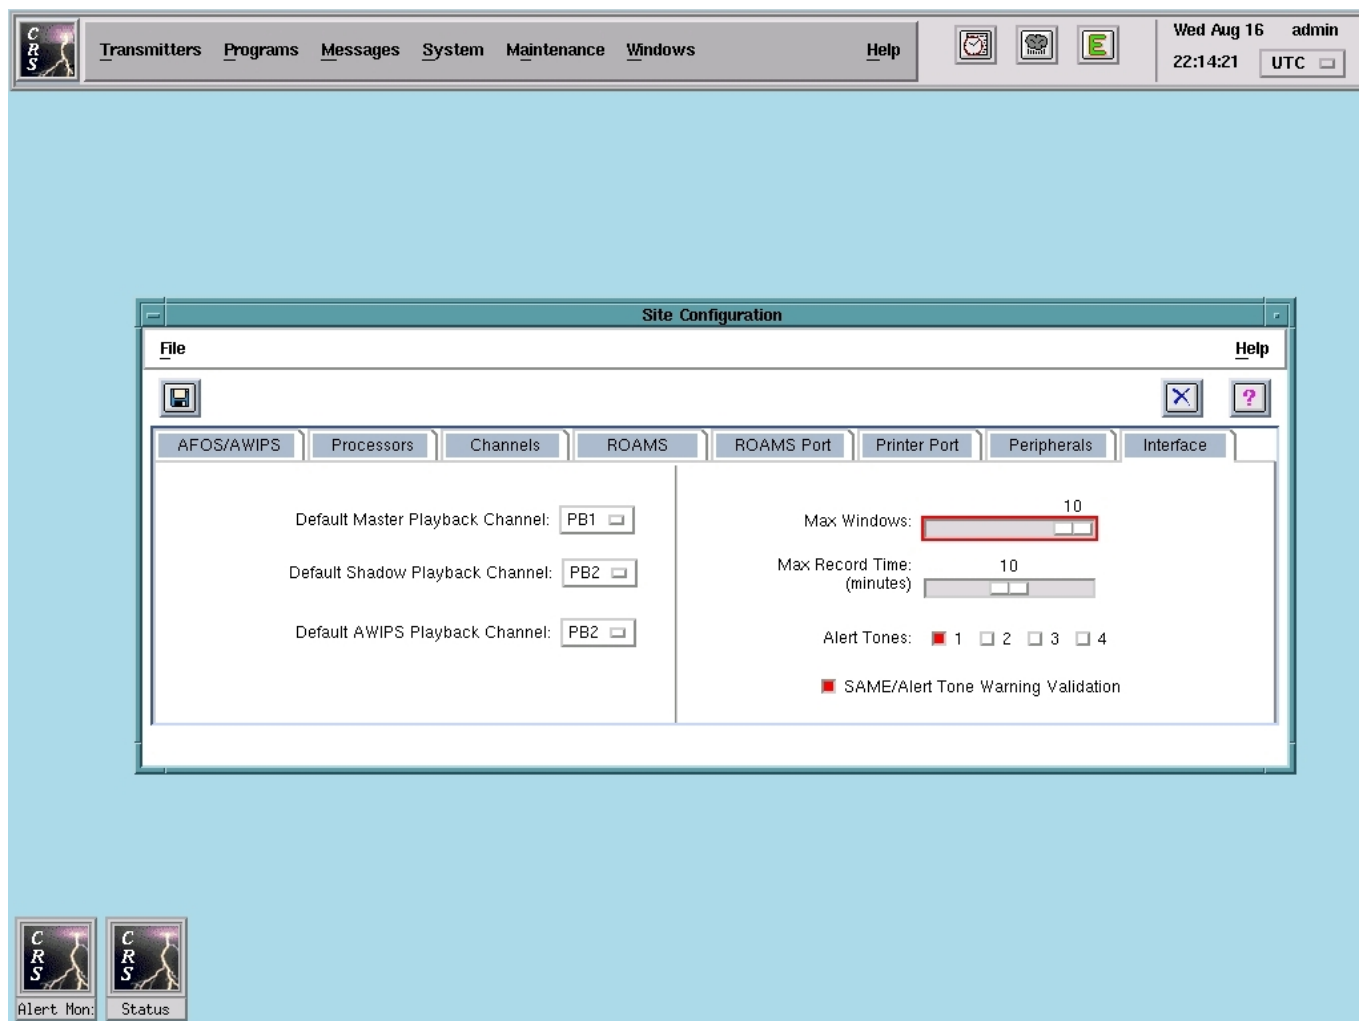 CRS Transmitters Programs Messages System Maintenance Windows Help E Wed Aug 16 admin
22:14:21 UTC
Site Configuration
File Help
?
AFOS/AWIPS Processors Channels ROAMS ROAMS Port Printer Port Peripherals Interface
Default Master Playback Channel: PB1
Default Shadow Playback Channel: PB2
Default AWIPS Playback Channel: PB2
10
Max Windows:
Max Record Time: 10
(minutes)
Alert Tones: 1 2 3 4
SAME/Alert Tone Warning Validation
CRS CRS
Alert Mon: Status